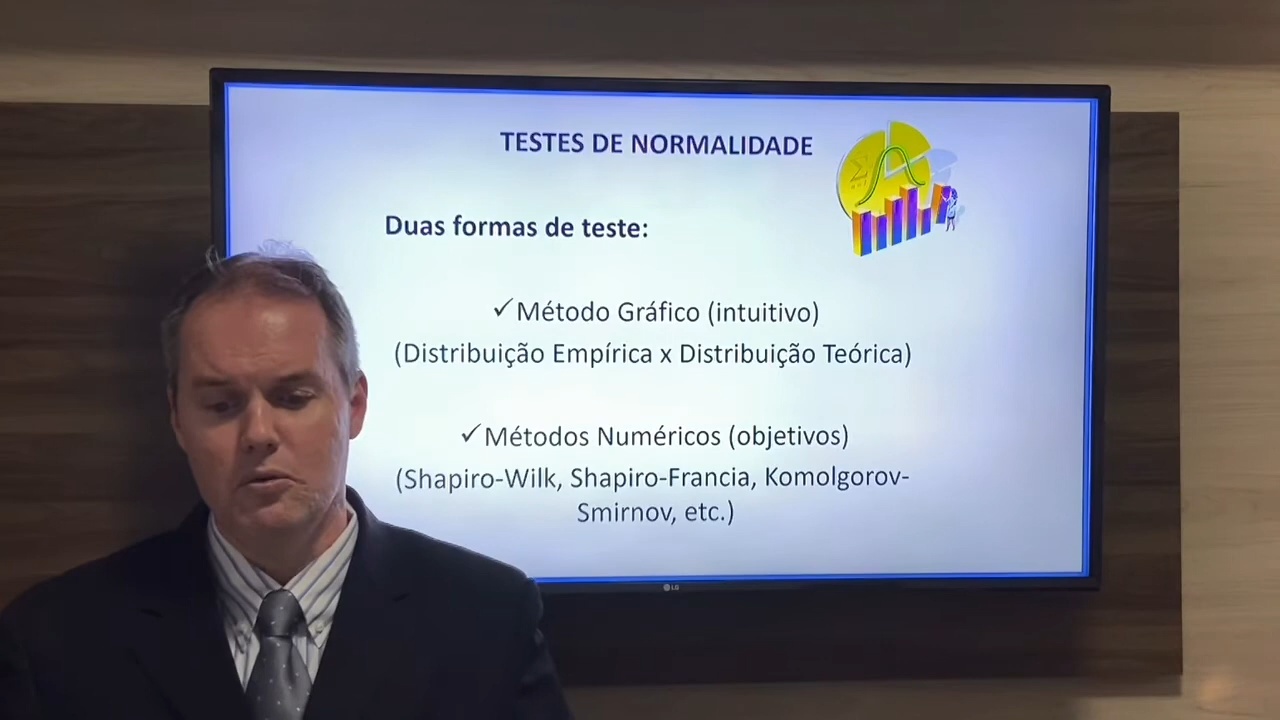 TESTES DE NORMALIDADE
Σ
Duas formas de teste:
✓Método Gráfico (intuitivo)
(Distribuição Empírica x Distribuição Teórica)
✓Métodos Numéricos (objetivos)
(Shapiro-Wilk, Shapiro-Francia, Komolgorov-
Smirnov, etc.)
LG